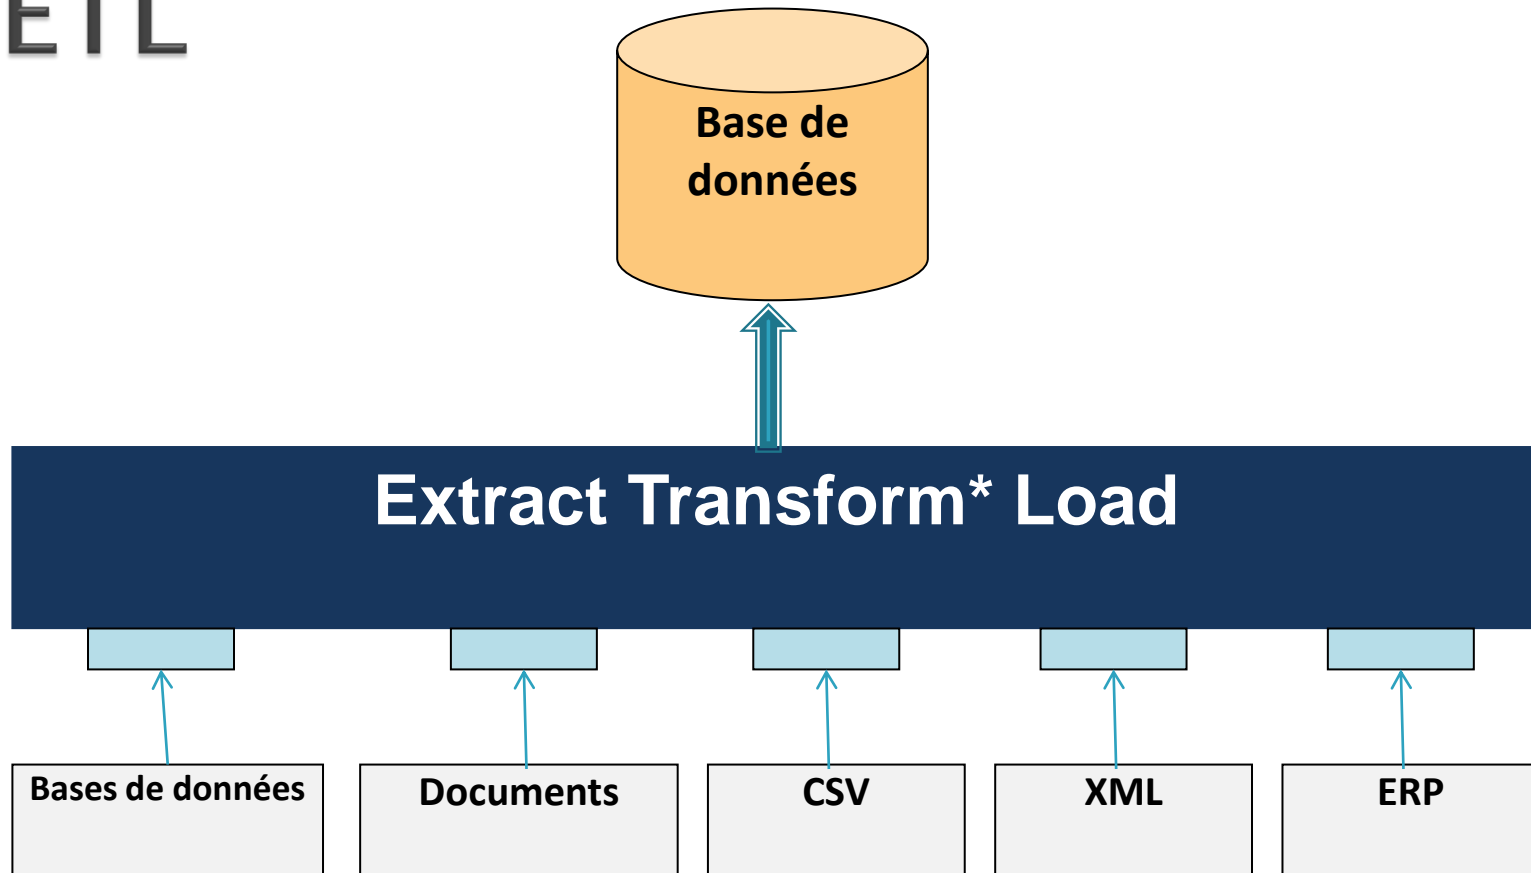 ETL
Base de
données
Extract Transform* Load
Bases de données
Documents
CSV
XML
ERP